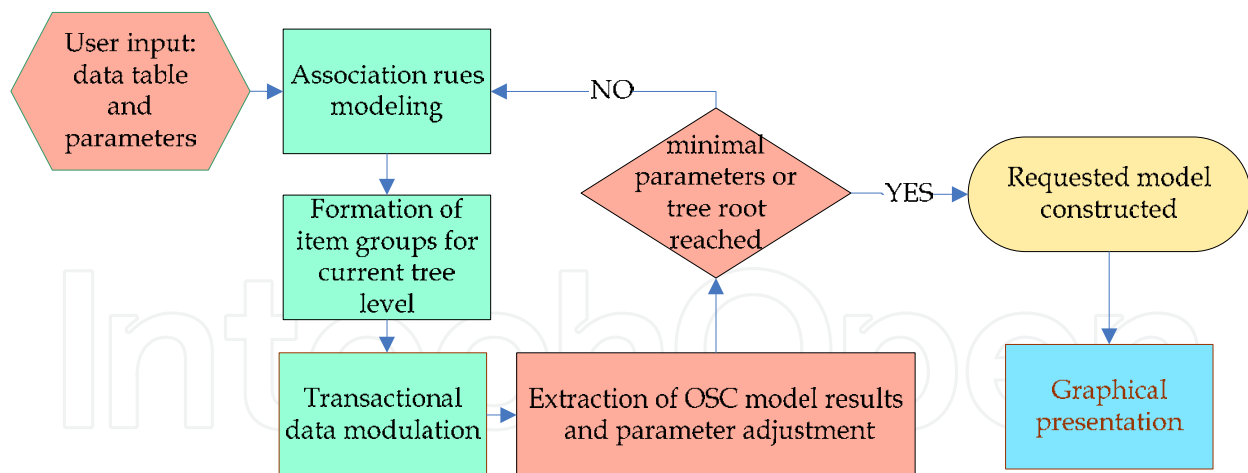 User input:
data table
and
parameters
Association rues
modeling
NO
minimal
parameters or
tree root
reached
YES
Requested model
constructed
Formation of
item groups for
current tree
level
Transactional
data modulation
Extraction of OSC model results
and parameter adjustment
Graphical
presentation
IntechOpen